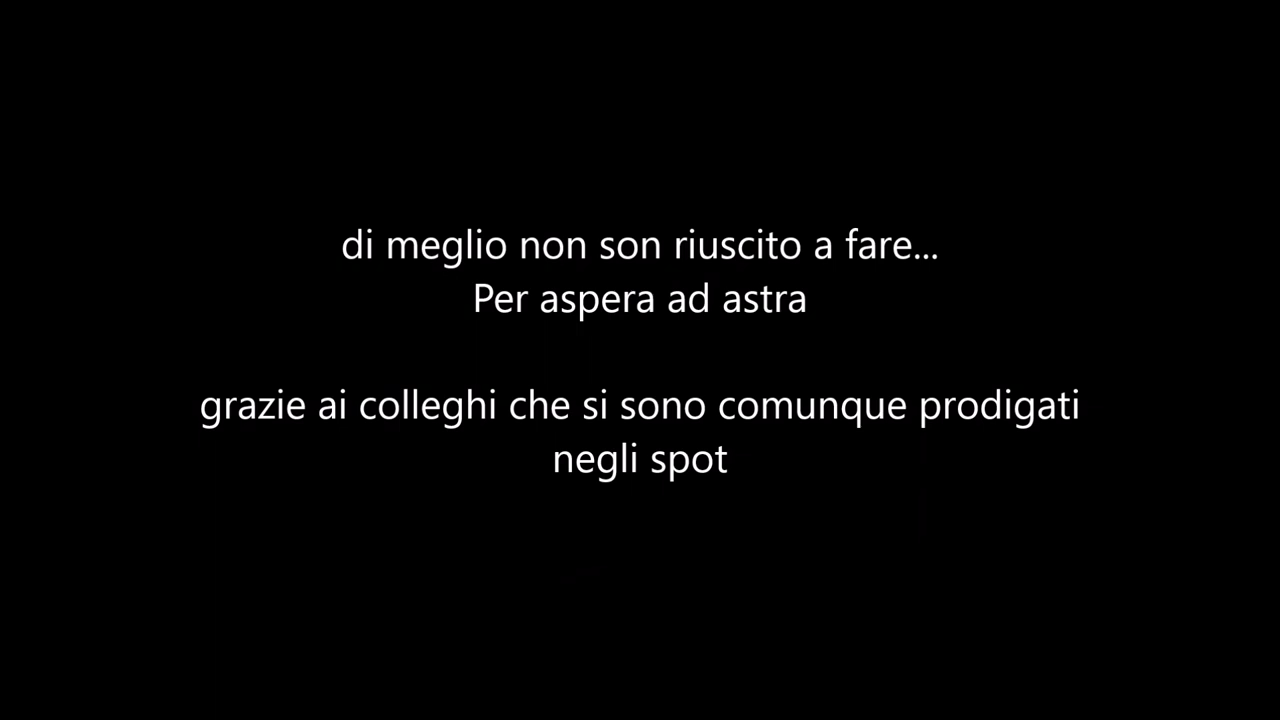 di meglio non son riuscito a fare...
Per aspera ad astra
grazie ai colleghi che si sono comunque prodigati
negli spot